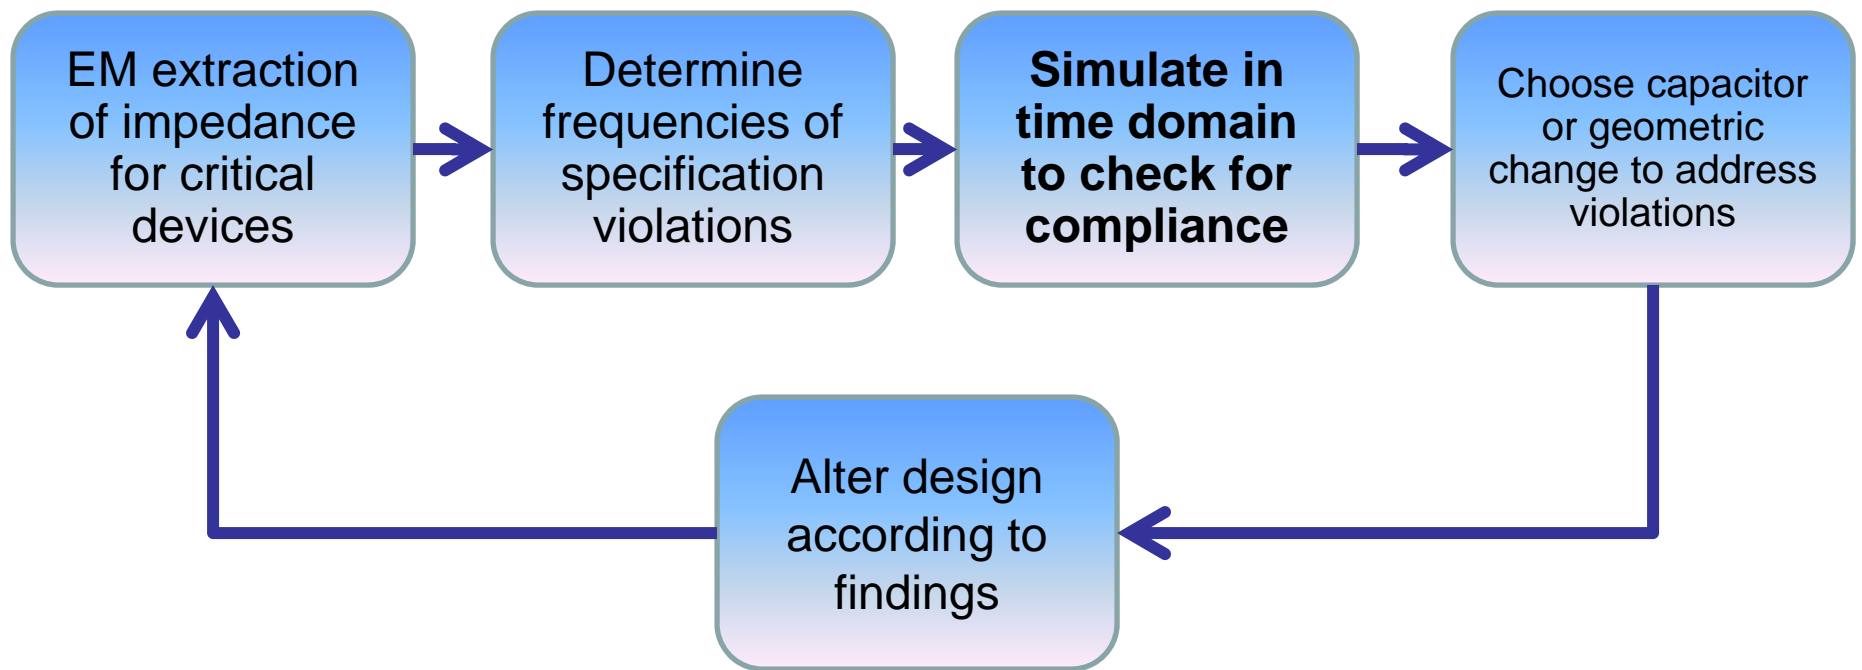 EM extraction
of impedance
for critical
devices
Determine
frequencies of
specification
violations
Simulate in
time domain
to check for
compliance
Choose capacitor
or geometric
change to address
violations
Alter design
according to
findings